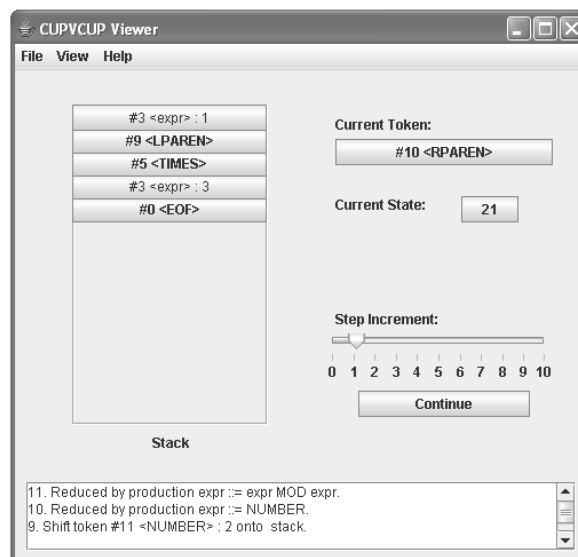 CUPVCUP Viewer
File View Help
#3 <expr> : 1
#9 <LPAREN>
#5 <TIMES>
#3 <expr> : 3
#0 <EOF>
Stack
Current Token:
#10 <RPAREN>
Current State: 21
Step Increment:
0 1 2 3 4 5 6 7 8 9 10
Continue
11. Reduced by production expr ::= expr MOD expr.
10. Reduced by production expr ::= NUMBER.
9. Shift token #11 <NUMBER> : 2 onto stack.